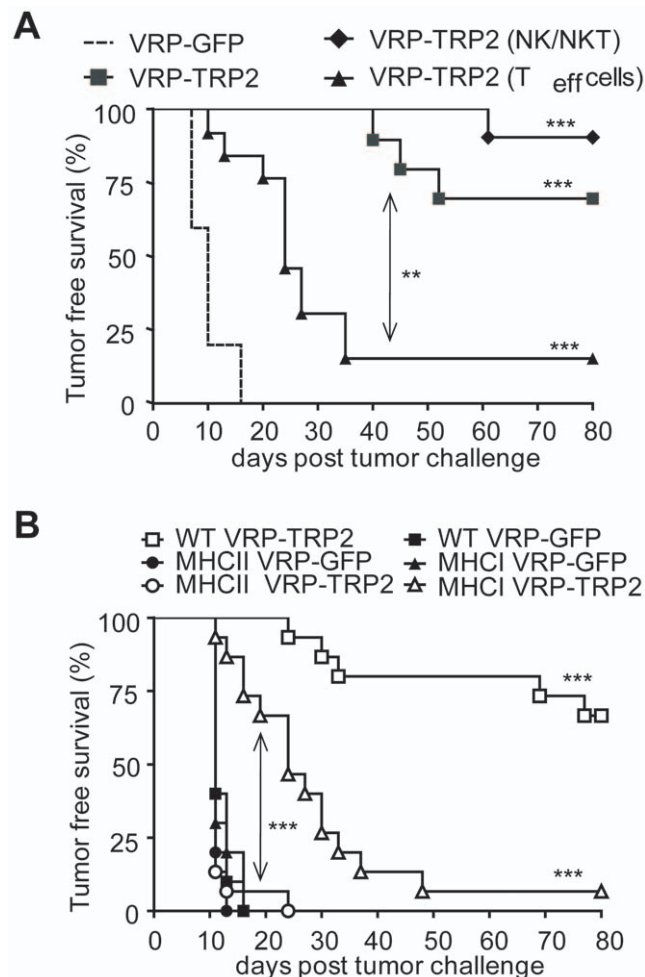 A
VRP-GFP
VRP-TRP2 (NK/NKT)
VRP-TRP2
VRP-TRP2 (T eff cells)
Tumor free survival (%)
100
75
50
25
0
***
***
**
***
0 10 20 30 40 50 60 70 80
days post tumor challenge
B
WT VRP-TRP2
WT VRP-GFP
MHCII VRP-GFP
MHCI VRP-GFP
MHCII VRP-TRP2
MHCI VRP-TRP2
Tumor free survival (%)
100
75
50
25
0
***
***
***
0 10 20 30 40 50 60 70 80
days post tumor challenge